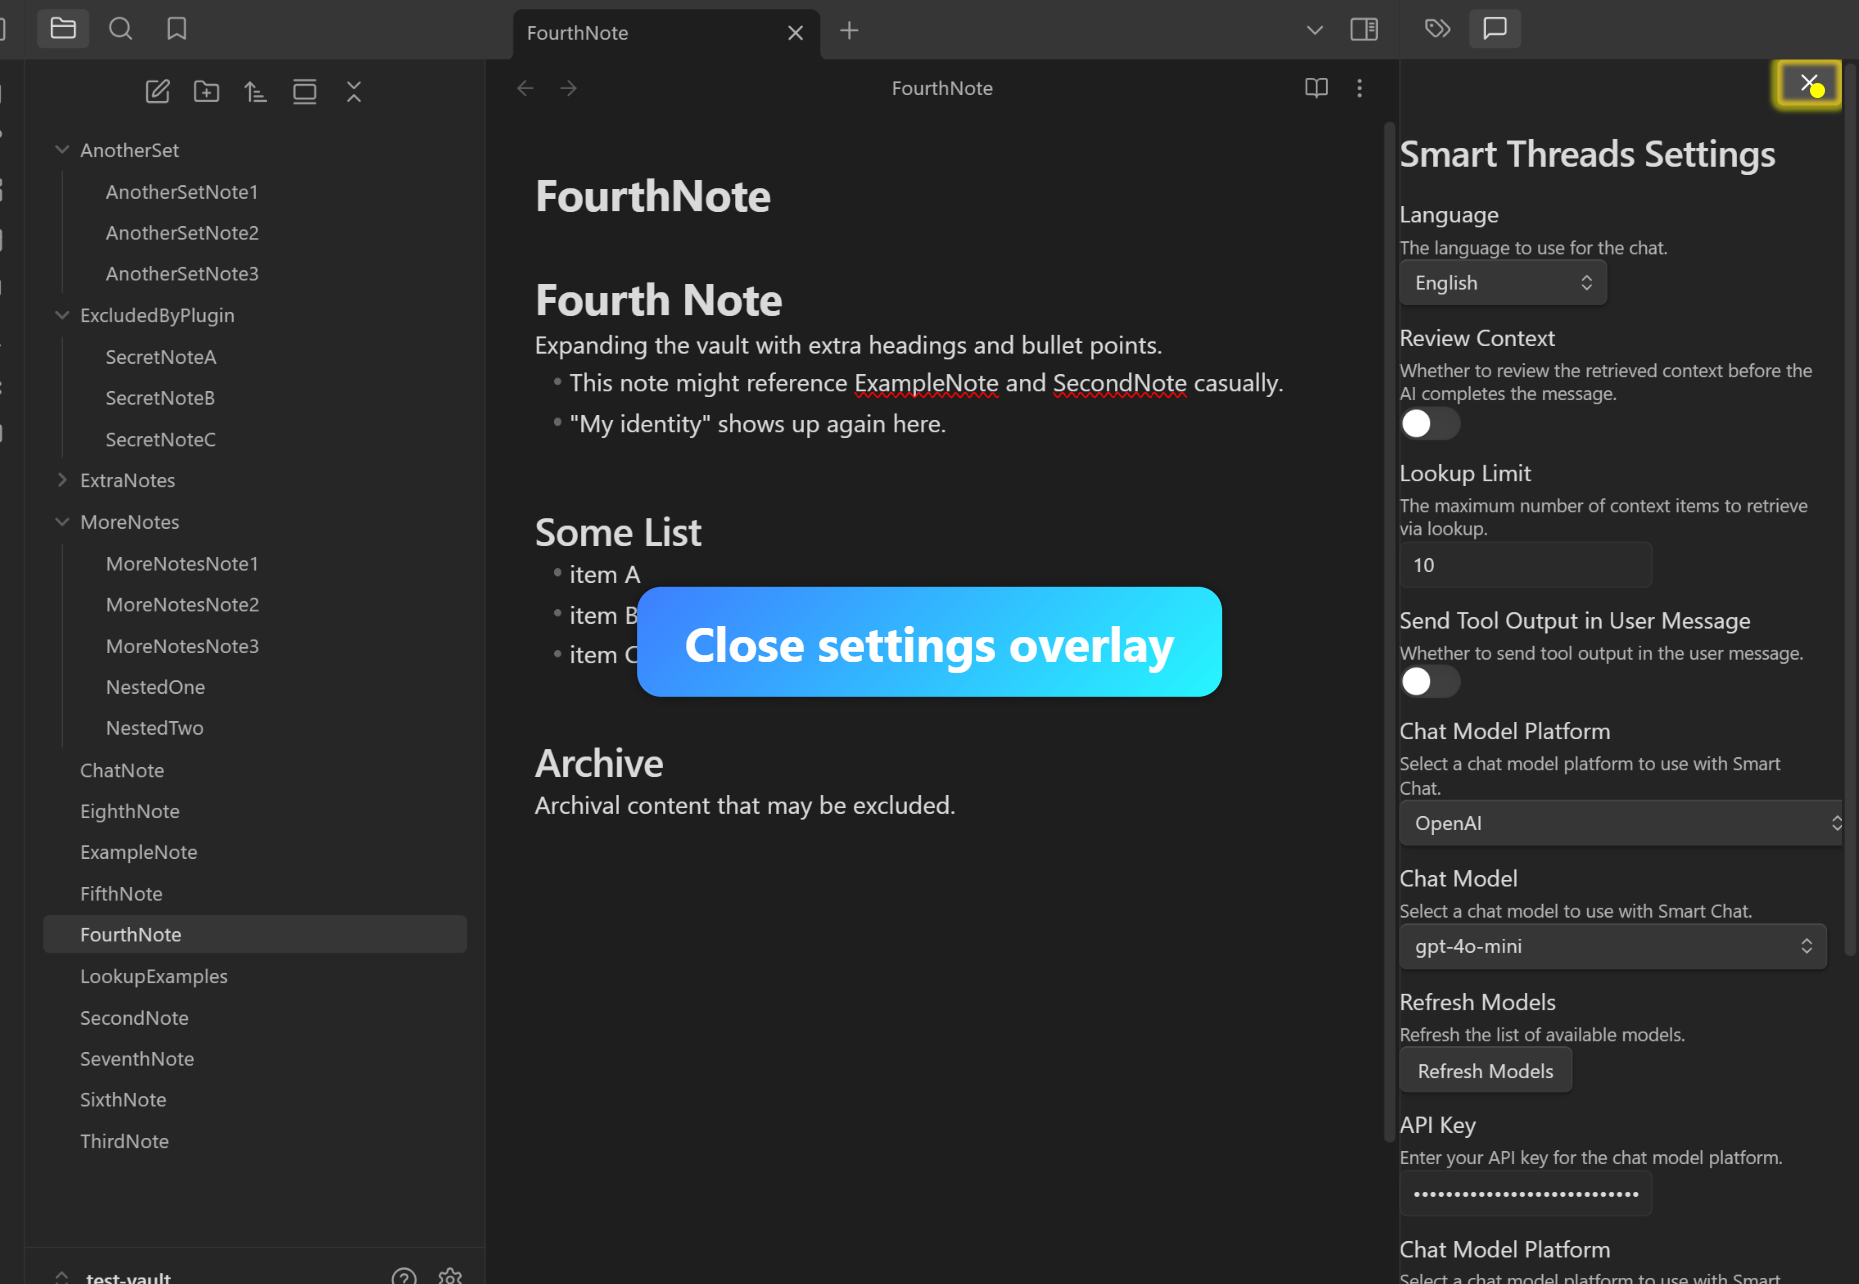 FourthNote
FourthNote
AnotherSet
AnotherSetNote1
AnotherSetNote2
AnotherSetNote3
ExcludedByPlugin
SecretNoteA
SecretNoteB
SecretNoteC
ExtraNotes
MoreNotes
MoreNotesNote1
MoreNotesNote2
MoreNotesNote3
NestedOne
NestedTwo
ChatNote
EighthNote
ExampleNote
FifthNote
FourthNote
LookupExamples
SecondNote
SeventhNote
SixthNote
ThirdNote
test-vault
FourthNote
Fourth Note
Expanding the vault with extra headings and bullet points.
• This note might reference ExampleNote and SecondNote casually.
• "My identity" shows up again here.
Some List
• item A
• item B
• item C
Close settings overlay
Archive
Archival content that may be excluded.
Smart Threads Settings
Language
The language to use for the chat.
English
Review Context
Whether to review the retrieved context before the
AI completes the message.
Lookup Limit
The maximum number of context items to retrieve
via lookup.
10
Send Tool Output in User Message
Whether to send tool output in the user message.
Chat Model Platform
Select a chat model platform to use with Smart
Chat.
OpenAI
Chat Model
Select a chat model to use with Smart Chat.
gpt-4o-mini
Refresh Models
Refresh the list of available models.
Refresh Models
API Key
Enter your API key for the chat model platform.
••••••••••••••••••••••••••••
Chat Model Platform
Select a chat model platform to use with Smart